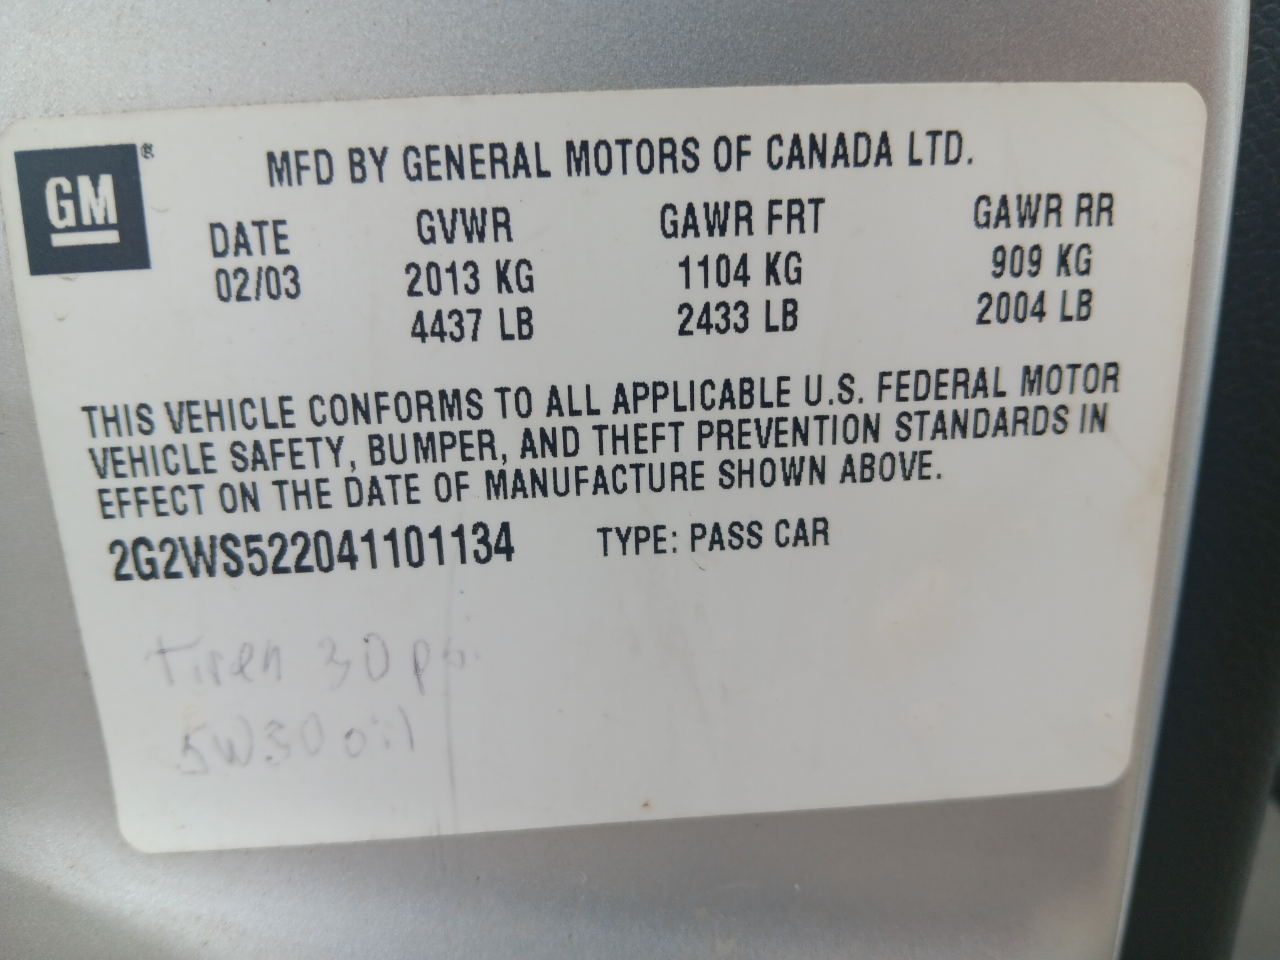 GM ®
MFD BY GENERAL MOTORS OF CANADA LTD.
DATE GVWR GAWR FRT GAWR RR
02/03 2013 KG 1104 KG 909 KG
4437 LB 2433 LB 2004 LB
THIS VEHICLE CONFORMS TO ALL APPLICABLE U.S. FEDERAL MOTOR
VEHICLE SAFETY, BUMPER, AND THEFT PREVENTION STANDARDS IN
EFFECT ON THE DATE OF MANUFACTURE SHOWN ABOVE.
2G2WS522041101134 TYPE: PASS CAR
30 psi
5W30 oil